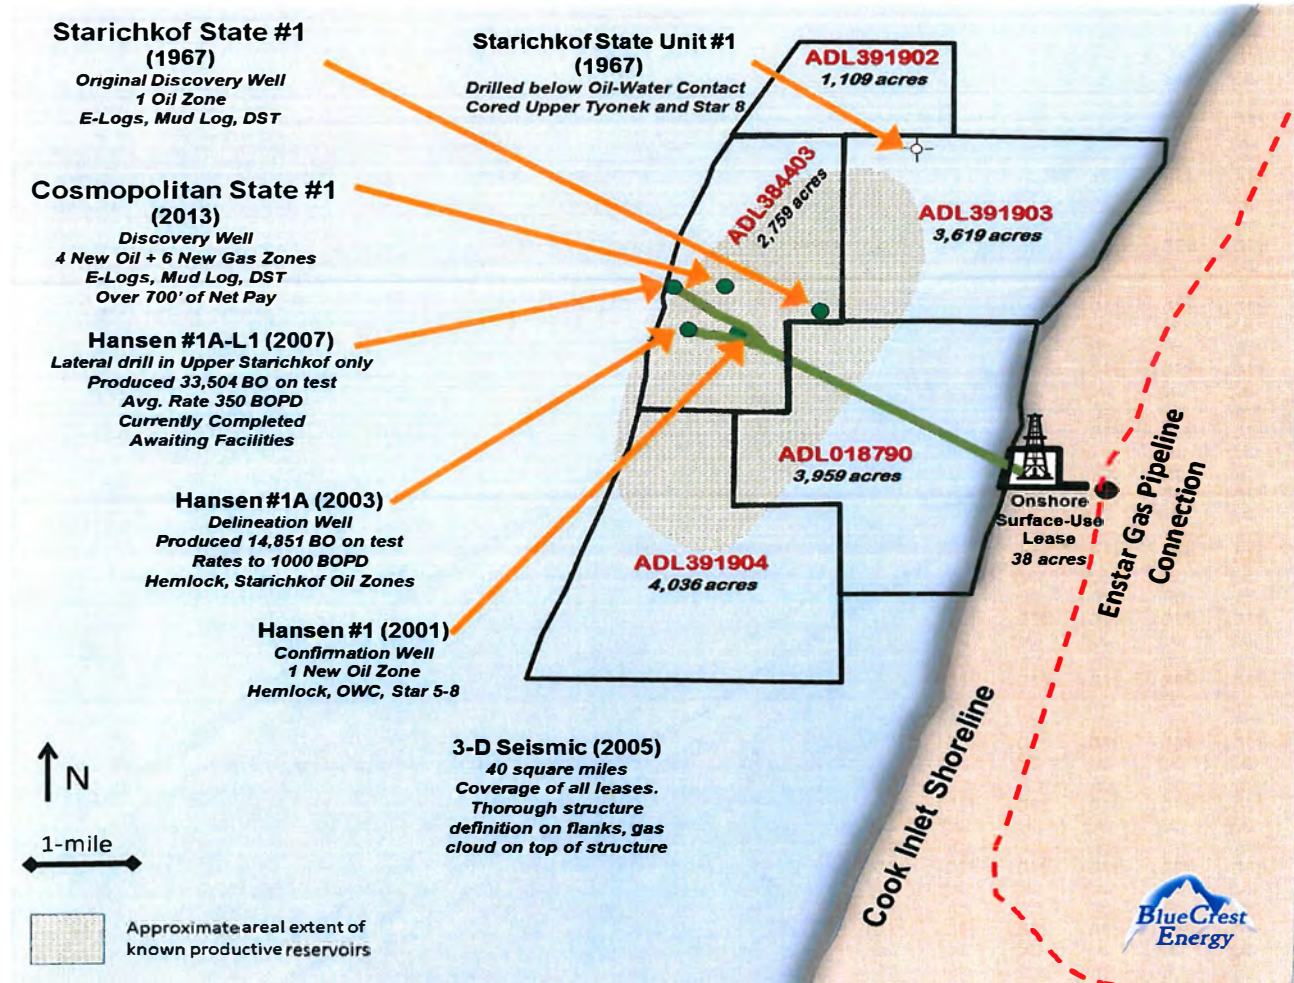 Starichkof State #1
(1967)
Original Discovery Well
1 Oil Zone
E-Logs, Mud Log, DST
Starichkof State Unit #1
(1967)
Drilled below Oil-Water Contact
Cored Upper Tyonek and Star 8
ADL391902
1,109 acres
ADL384403
2,759 acres
ADL391903
3,619 acres
Cosmopolitan State #1
(2013)
Discovery Well
4 New Oil + 6 New Gas Zones
E-Logs, Mud Log, DST
Over 700' of Net Pay
Hansen #1A-L1 (2007)
Lateral drill in Upper Starichkof only
Produced 33,504 BO on test
Avg. Rate 350 BOPD
Currently Completed
Awaiting Facilities
ADL018790
3,959 acres
Hansen #1A (2003)
Delineation Well
Produced 14,851 BO on test
Rates to 1000 BOPD
Hemlock, Starichkof Oil Zones
Onshore
Surface-Use
Lease
38 acres
Enstar Gas Pipeline
Connection
ADL391904
4,036 acres
Hansen #1 (2001)
Confirmation Well
1 New Oil Zone
Hemlock, OWC, Star 5-8
3-D Seismic (2005)
40 square miles
Coverage of all leases.
Thorough structure
definition on flanks, gas
cloud on top of structure
Cook Inlet Shoreline
N
1-mile
Approximate areal extent of
known productive reservoirs
BlueCrest
Energy